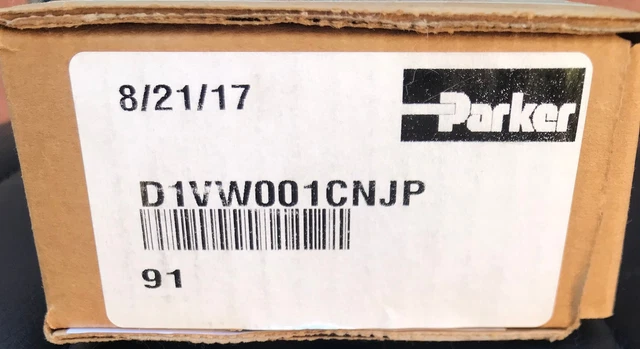 8/21/17
Parker
D1VW001CNJP
91